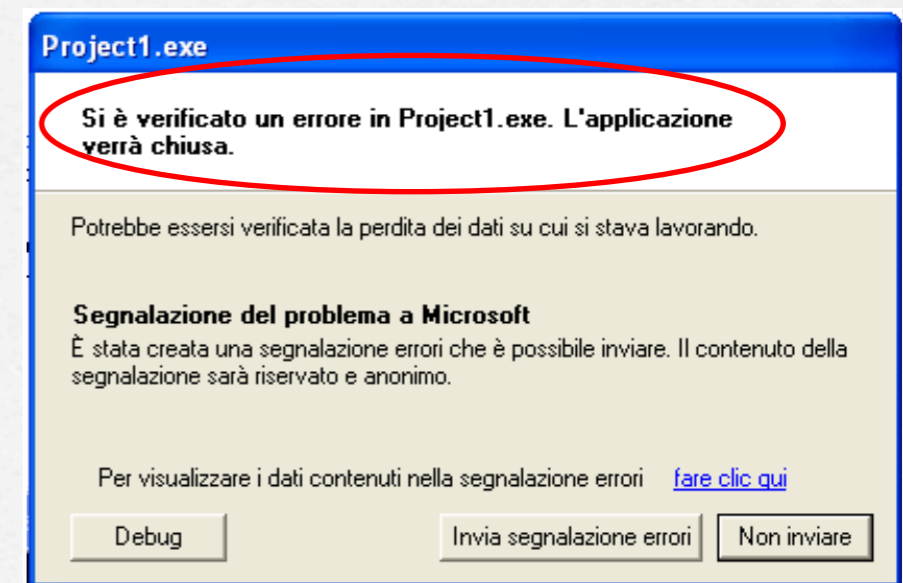 Project1.exe
Si è verificato un errore in Project1.exe. L'applicazione
verrà chiusa.
Potrebbe essersi verificata la perdita dei dati su cui si stava lavorando.
Segnalazione del problema a Microsoft
È stata creata una segnalazione errori che è possibile inviare. Il contenuto della
segnalazione sarà riservato e anonimo.
Per visualizzare i dati contenuti nella segnalazione errori fare clic qui
Debug Invia segnalazione errori Non inviare